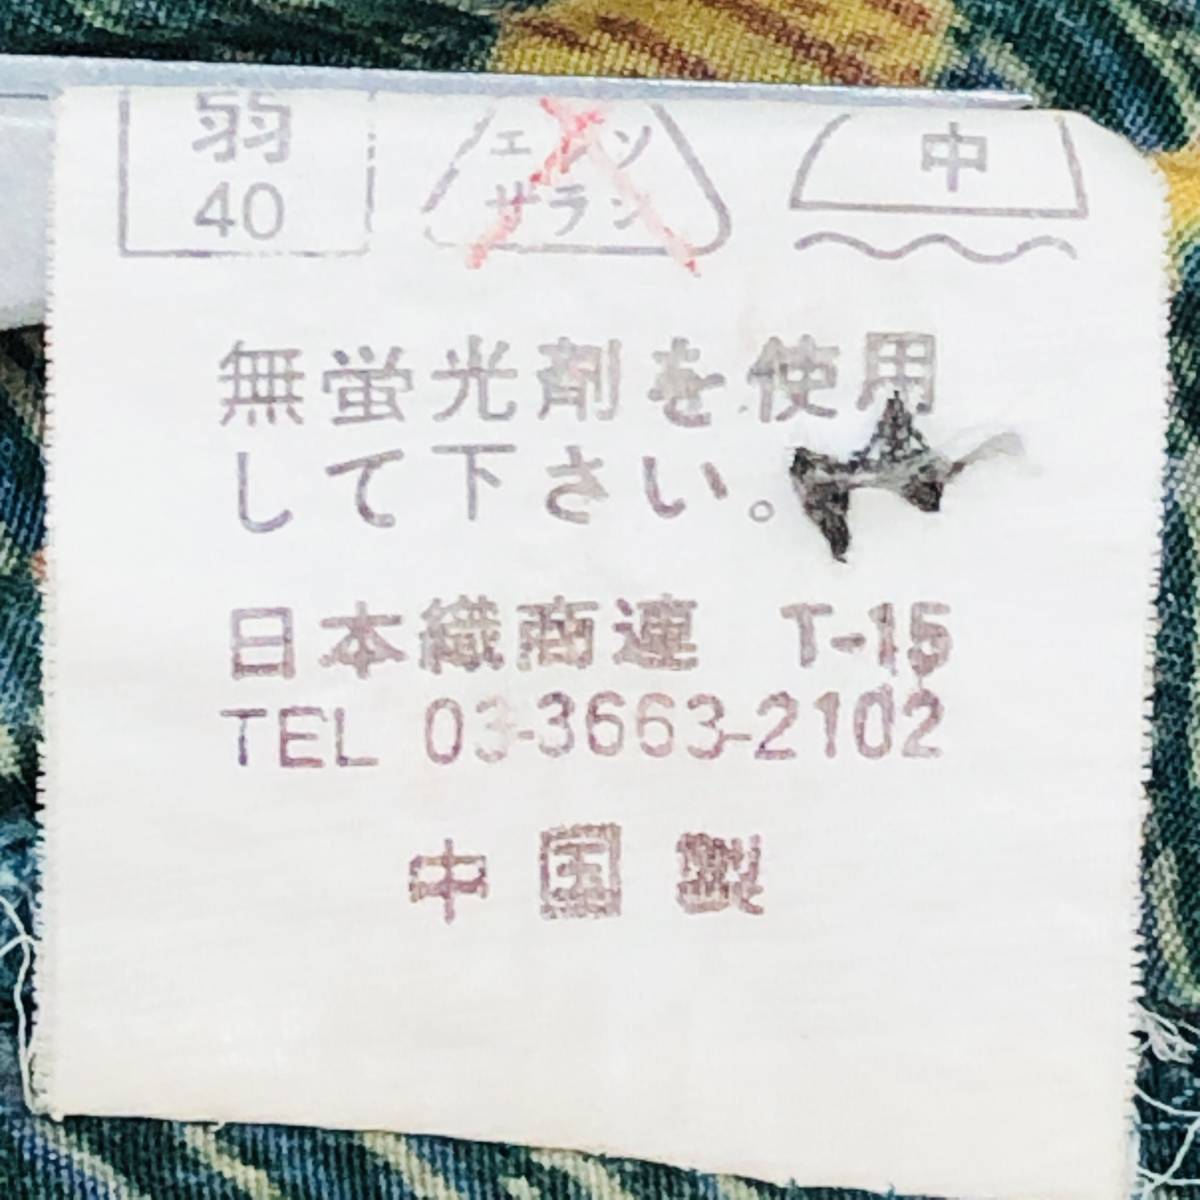 弱 エンソ 中
40 サラシ
無蛍光剤を使用
して下さい。
日本織商連 T-15
TEL 03-3663-2102
中国製